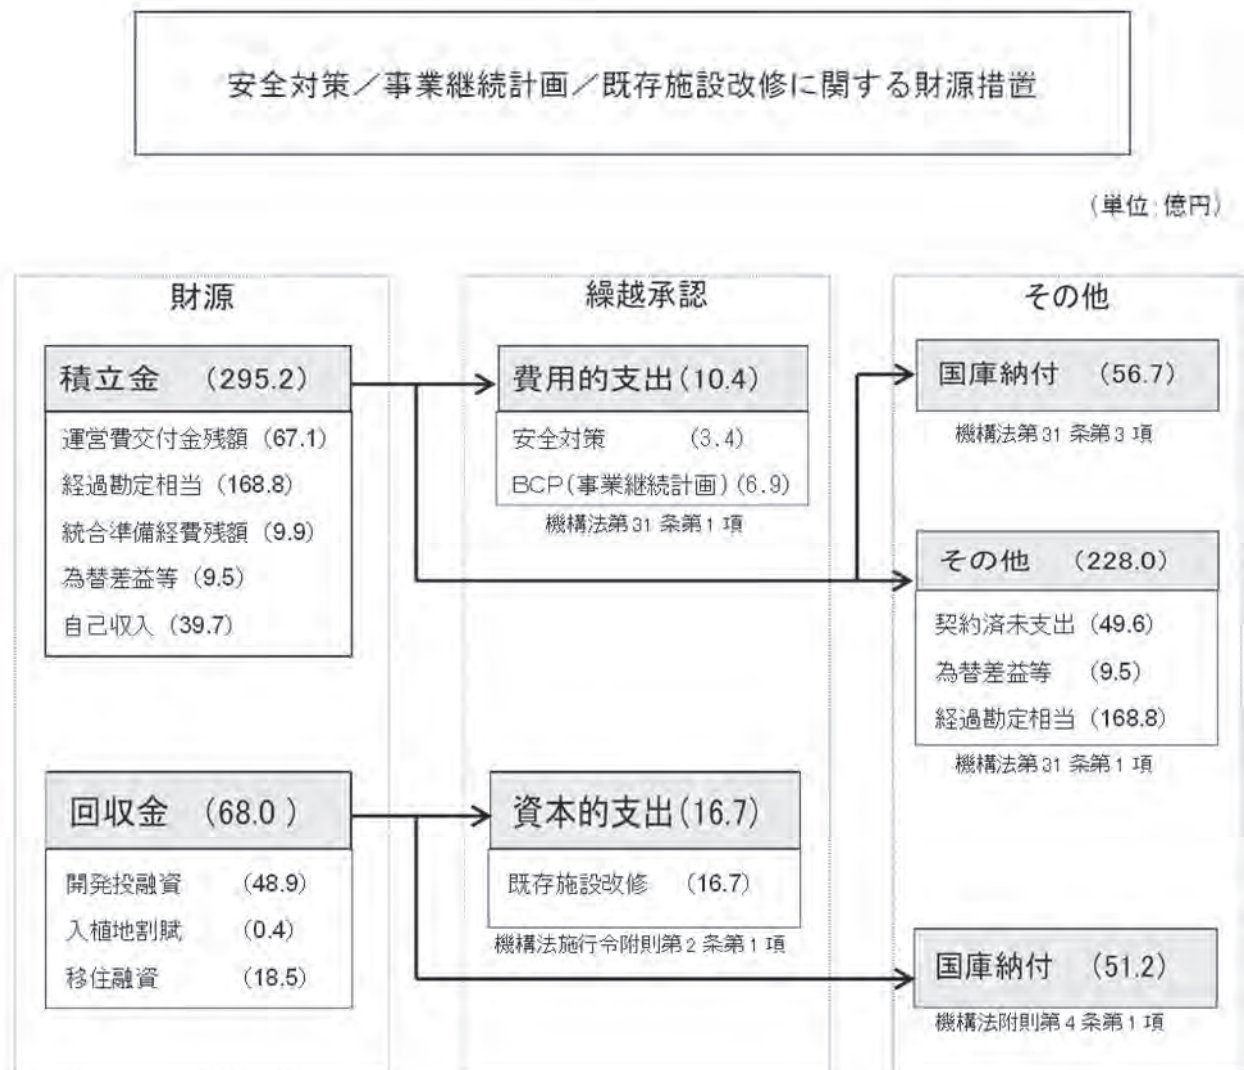 安全対策／事業継続計画／既存施設改修に関する財源措置
(単位:億円)
財源
積立金 (295.2)
運営費交付金残額 (67.1)
経過勘定相当 (168.8)
統合準備経費残額 (9.9)
為替差益等 (9.5)
自己収入 (39.7)
回収金 (68.0 )
開発投融資 (48.9)
入植地割賦 (0.4)
移住融資 (18.5)
繰越承認
費用的支出(10.4)
安全対策 (3.4)
BCP(事業継続計画) (6.9)
機構法第31 条第1 項
資本的支出(16.7)
既存施設改修 (16.7)
機構法施行令附則第2 条第1 項
その他
国庫納付 (56.7)
機構法第31 条第3 項
その他 (228.0)
契約済未支出 (49.6)
為替差益等 (9.5)
経過勘定相当 (168.8)
機構法第31 条第1 項
国庫納付 (51.2)
機構法附則第4 条第1 項